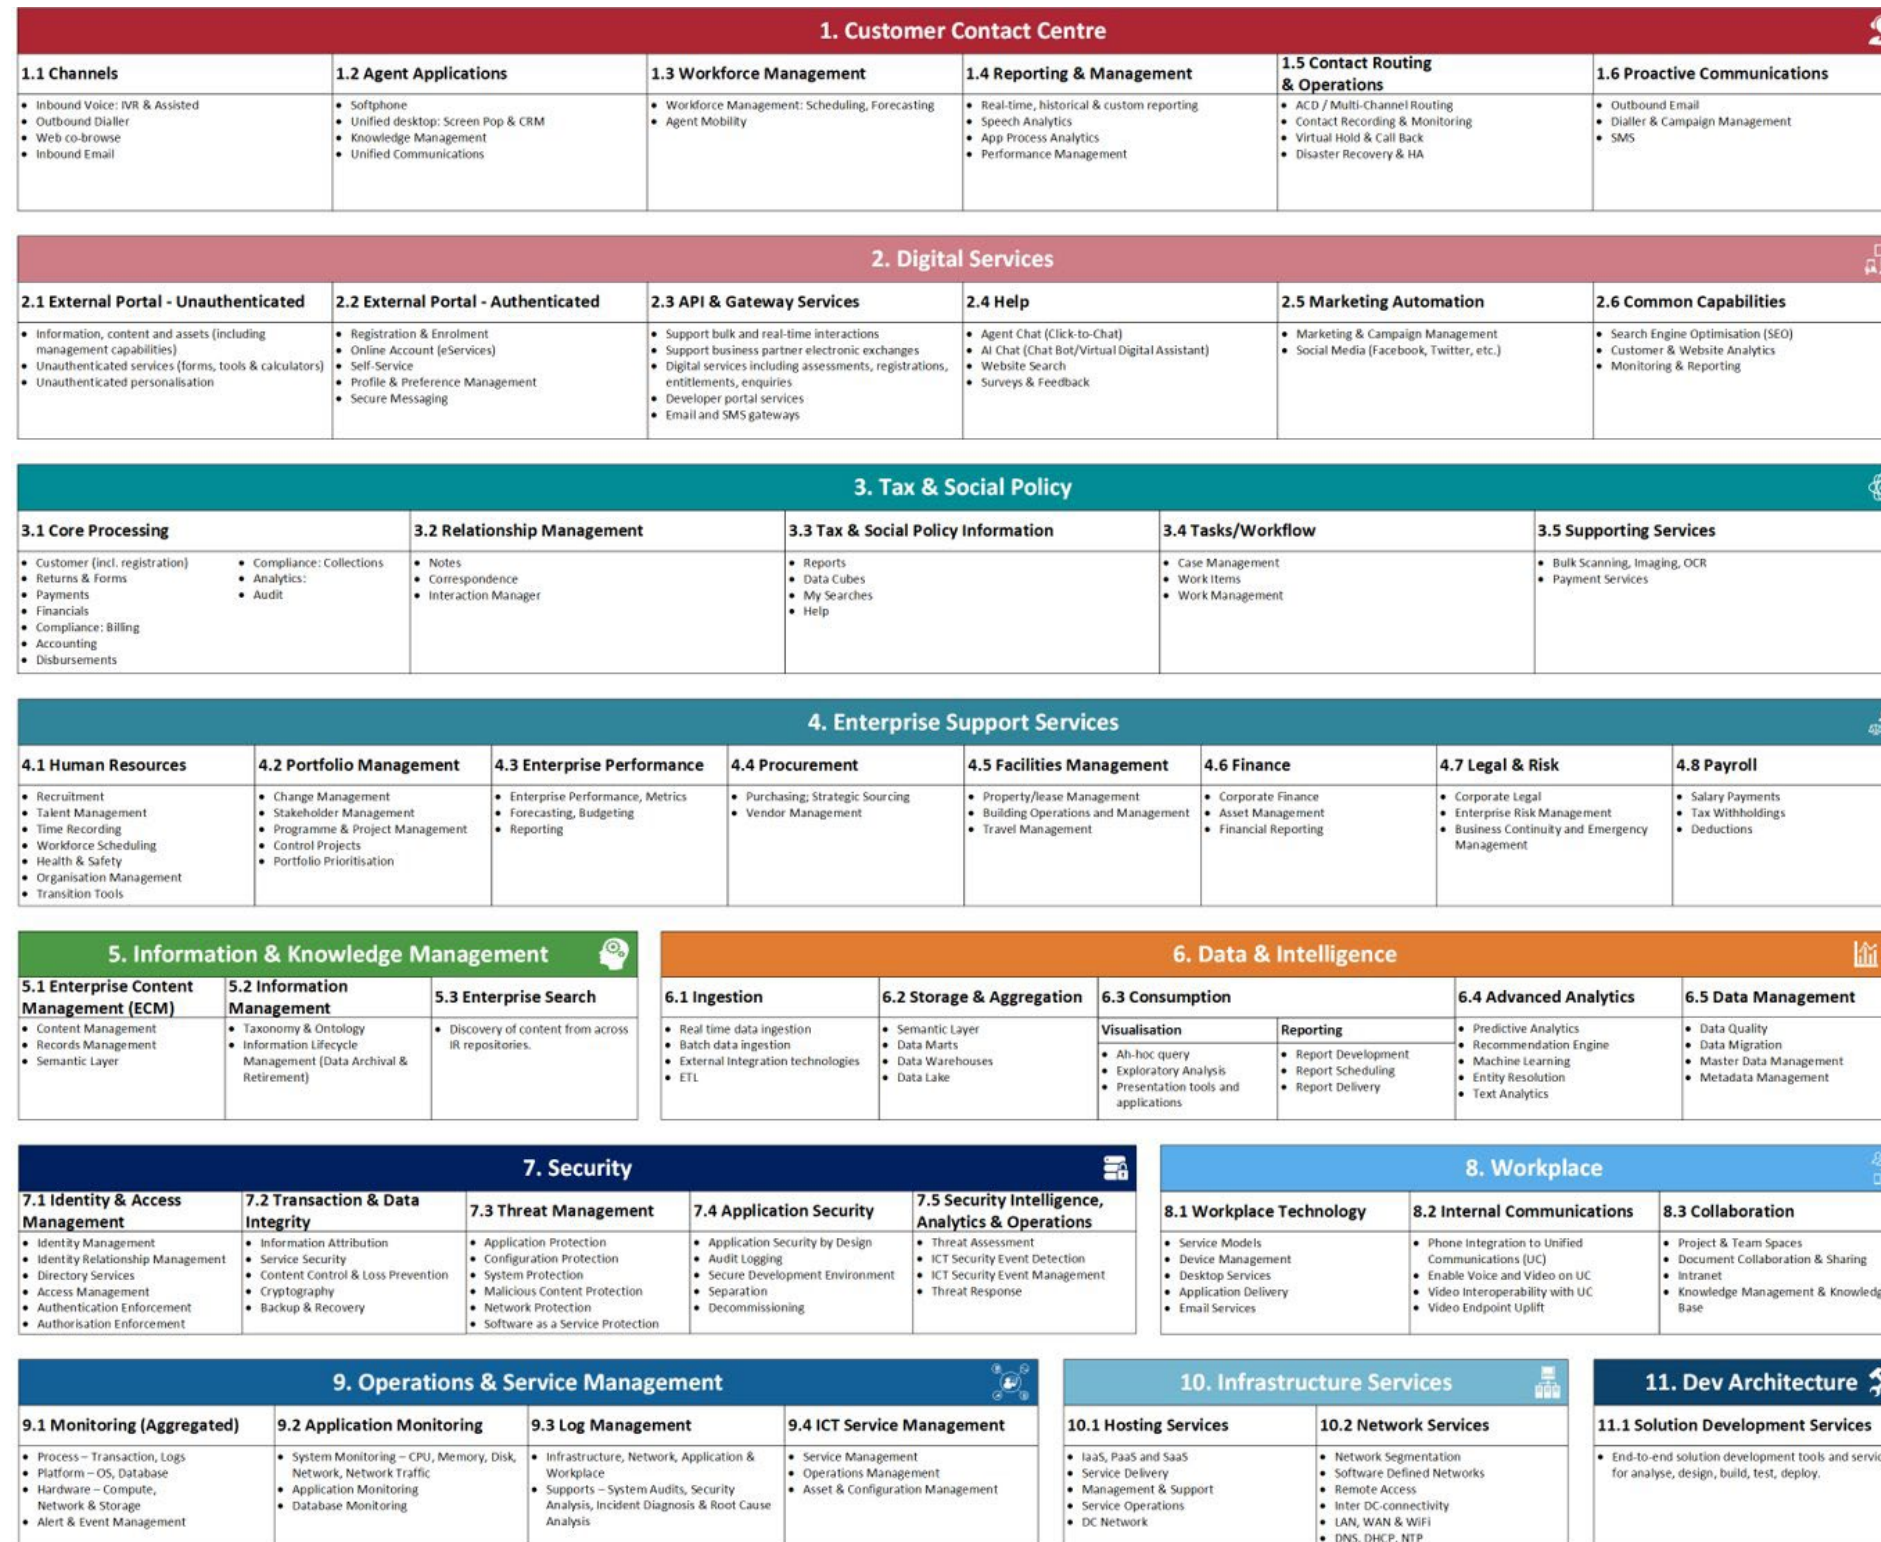 1. Customer Contact Centre
1.1 Channels
• Inbound Voice: IVR & Assisted
• Outbound Dialler
• Web co-browse
• Inbound Email
1.2 Agent Applications
• Softphone
• Unified desktop: Screen Pop & CRM
• Knowledge Management
• Unified Communications
1.3 Workforce Management
• Workforce Management: Scheduling, Forecasting
• Agent Mobility
1.4 Reporting & Management
• Real-time, historical & custom reporting
• Speech Analytics
• App Process Analytics
• Performance Management
1.5 Contact Routing
& Operations
• ACD / Multi-Channel Routing
• Contact Recording & Monitoring
• Virtual Hold & Call Back
• Disaster Recovery & HA
1.6 Proactive Communications
• Outbound Email
• Dialler & Campaign Management
• SMS
2. Digital Services
2.1 External Portal - Unauthenticated
• Information, content and assets (including
management capabilities)
• Unauthenticated services (forms, tools & calculators)
• Unauthenticated personalisation
2.2 External Portal - Authenticated
• Registration & Enrolment
• Online Account (eServices)
• Self-Service
• Profile & Preference Management
• Secure Messaging
2.3 API & Gateway Services
• Support bulk and real-time interactions
• Support business partner electronic exchanges
• Digital services including assessments, registrations,
entitlements, enquiries
• Developer portal services
• Email and SMS gateways
2.4 Help
• Agent Chat (Click-to-Chat)
• AI Chat (Chat Bot/Virtual Digital Assistant)
• Website Search
• Surveys & Feedback
2.5 Marketing Automation
• Marketing & Campaign Management
• Social Media (Facebook, Twitter, etc.)
2.6 Common Capabilities
• Search Engine Optimisation (SEO)
• Customer & Website Analytics
• Monitoring & Reporting
3. Tax & Social Policy
3.1 Core Processing
• Customer (incl. registration)
• Returns & Forms
• Payments
• Financials
• Compliance: Billing
• Accounting
• Disbursements
• Compliance: Collections
• Analytics:
• Audit
3.2 Relationship Management
• Notes
• Correspondence
• Interaction Manager
3.3 Tax & Social Policy Information
• Reports
• Data Cubes
• My Searches
• Help
3.4 Tasks/Workflow
• Case Management
• Work Items
• Work Management
3.5 Supporting Services
• Bulk Scanning, Imaging, OCR
• Payment Services
4. Enterprise Support Services
4.1 Human Resources
• Recruitment
• Talent Management
• Time Recording
• Workforce Scheduling
• Health & Safety
• Organisation Management
• Transition Tools
4.2 Portfolio Management
• Change Management
• Stakeholder Management
• Programme & Project Management
• Control Projects
• Portfolio Prioritisation
4.3 Enterprise Performance
• Enterprise Performance, Metrics
• Forecasting, Budgeting
• Reporting
4.4 Procurement
• Purchasing; Strategic Sourcing
• Vendor Management
4.5 Facilities Management
• Property/lease Management
• Building Operations and Management
• Travel Management
4.6 Finance
• Corporate Finance
• Asset Management
• Financial Reporting
4.7 Legal & Risk
• Corporate Legal
• Enterprise Risk Management
• Business Continuity and Emergency
Management
4.8 Payroll
• Salary Payments
• Tax Withholdings
• Deductions
5. Information & Knowledge Management
5.1 Enterprise Content
Management (ECM)
• Content Management
• Records Management
• Semantic Layer
5.2 Information
Management
• Taxonomy & Ontology
• Information Lifecycle
Management (Data Archival &
Retirement)
5.3 Enterprise Search
• Discovery of content from across
IR repositories.
6. Data & Intelligence
6.1 Ingestion
• Real time data ingestion
• Batch data ingestion
• External Integration technologies
• ETL
6.2 Storage & Aggregation
• Semantic Layer
• Data Marts
• Data Warehouses
• Data Lake
6.3 Consumption
Visualisation
• Ah-hoc query
• Exploratory Analysis
• Presentation tools and
applications
Reporting
• Report Development
• Report Scheduling
• Report Delivery
6.4 Advanced Analytics
• Predictive Analytics
• Recommendation Engine
• Machine Learning
• Entity Resolution
• Text Analytics
6.5 Data Management
• Data Quality
• Data Migration
• Master Data Management
• Metadata Management
7. Security
7.1 Identity & Access
Management
• Identity Management
• Identity Relationship Management
• Directory Services
• Access Management
• Authentication Enforcement
• Authorisation Enforcement
7.2 Transaction & Data
Integrity
• Information Attribution
• Service Security
• Content Control & Loss Prevention
• Cryptography
• Backup & Recovery
7.3 Threat Management
• Application Protection
• Configuration Protection
• System Protection
• Malicious Content Protection
• Network Protection
• Software as a Service Protection
7.4 Application Security
• Application Security by Design
• Audit Logging
• Secure Development Environment
• Separation
• Decommissioning
7.5 Security Intelligence,
Analytics & Operations
• Threat Assessment
• ICT Security Event Detection
• ICT Security Event Management
• Threat Response
8. Workplace
8.1 Workplace Technology
• Service Models
• Device Management
• Desktop Services
• Application Delivery
• Email Services
8.2 Internal Communications
• Phone Integration to Unified
Communications (UC)
• Enable Voice and Video on UC
• Video Interoperability with UC
• Video Endpoint Uplift
8.3 Collaboration
• Project & Team Spaces
• Document Collaboration & Sharing
• Intranet
• Knowledge Management & Knowledg
Base
9. Operations & Service Management
9.1 Monitoring (Aggregated)
• Process – Transaction, Logs
• Platform – OS, Database
• Hardware – Compute,
Network & Storage
• Alert & Event Management
9.2 Application Monitoring
• System Monitoring – CPU, Memory, Disk,
Network, Network Traffic
• Application Monitoring
• Database Monitoring
9.3 Log Management
• Infrastructure, Network, Application &
Workplace
• Supports – System Audits, Security
Analysis, Incident Diagnosis & Root Cause
Analysis
9.4 ICT Service Management
• Service Management
• Operations Management
• Asset & Configuration Management
10. Infrastructure Services
10.1 Hosting Services
• IaaS, PaaS and SaaS
• Service Delivery
• Management & Support
• Service Operations
• DC Network
10.2 Network Services
• Network Segmentation
• Software Defined Networks
• Remote Access
• Inter DC-connectivity
• LAN, WAN & WiFi
• DNS, DHCP, NTP
11. Dev Architecture
11.1 Solution Development Services
• End-to-end solution development tools and servic
for analyse, design, build, test, deploy.